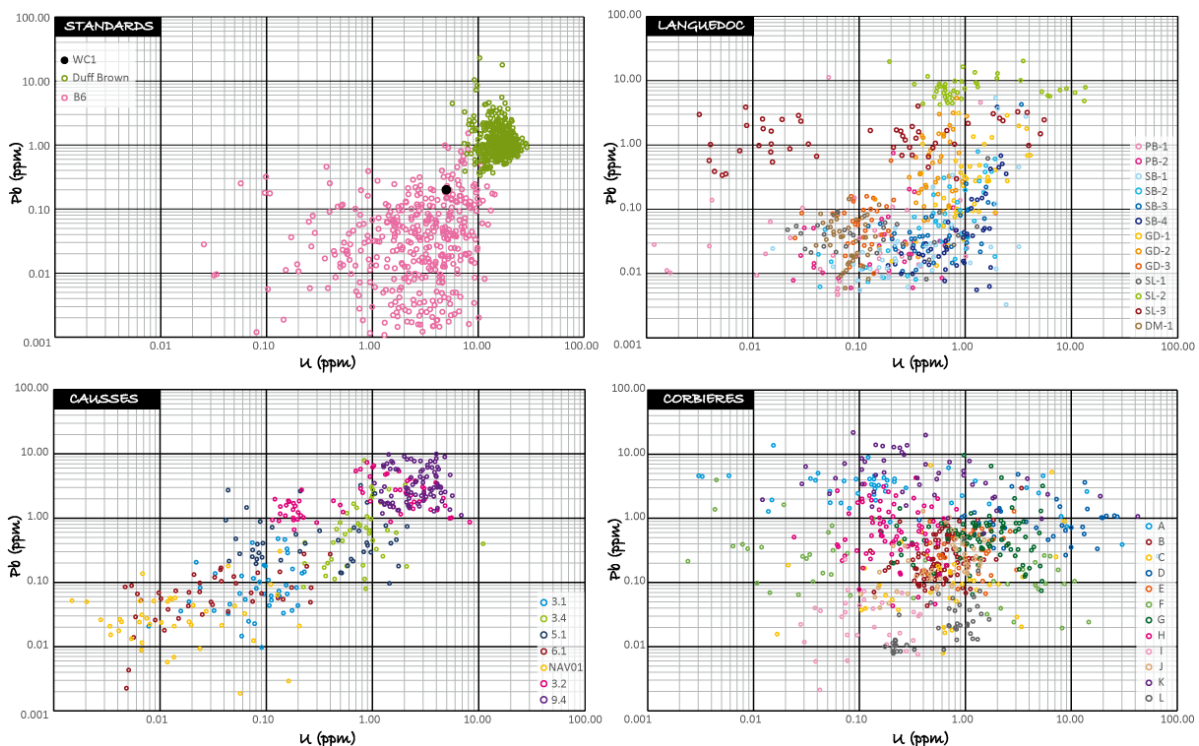 STANDARDS
100.00
10.00
1.00
0.10
0.01
0.001
Pb (ppm)
WC1
Duff Brown
B6
0.10
0.10
1.00
10.00
100.00
U (ppm)
LANGUEDOC
100.00
10.00
1.00
0.10
0.01
0.001
Pb (ppm)
PB-1
PB-2
SB-1
SB-2
SB-3
SB-4
GD-1
GD-2
GD-3
SL-1
SL-2
SL-3
DM-1
0.01
0.10
1.00
10.00
100.00
U (ppm)
CAUSSES
100.00
10.00
1.00
0.10
0.01
0.001
Pb (ppm)
3.1
3.4
5.1
6.1
NAV01
3.2
9.4
0.01
0.10
1.00
10.00
100.00
U (ppm)
CORBIERES
100.00
10.00
1.00
0.10
0.01
0.001
Pb (ppm)
A
B
C
D
E
F
G
H
I
J
K
L
0.01
0.10
1.00
10.00
100.00
U (ppm)